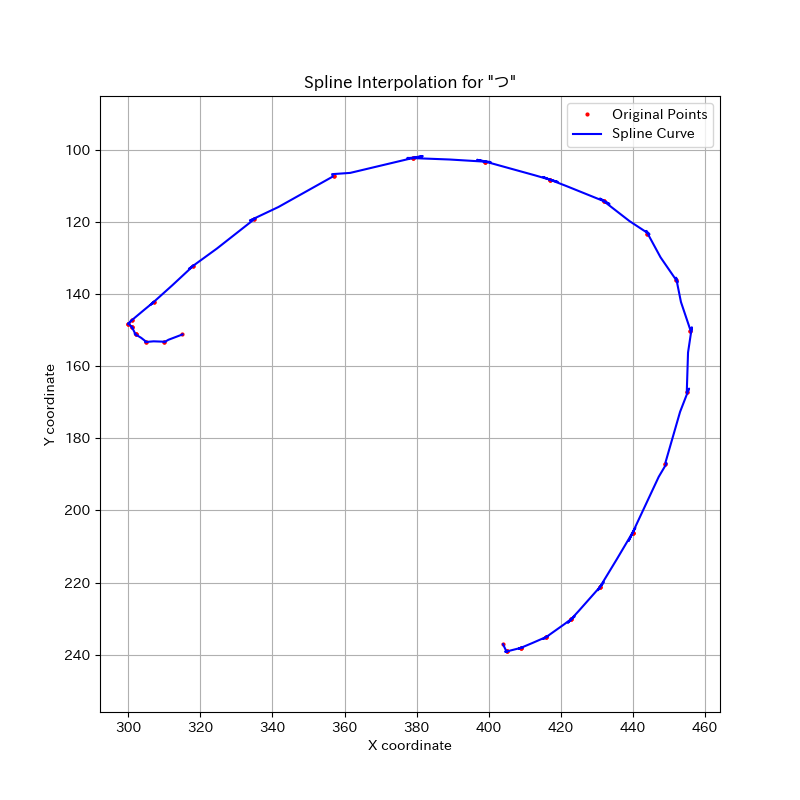 Spline Interpolation for "つ"
Original Points
Spline Curve
100
120
140
160
180
200
220
240
Y coordinate
300 320 340 360 380 400 420 440 460
X coordinate